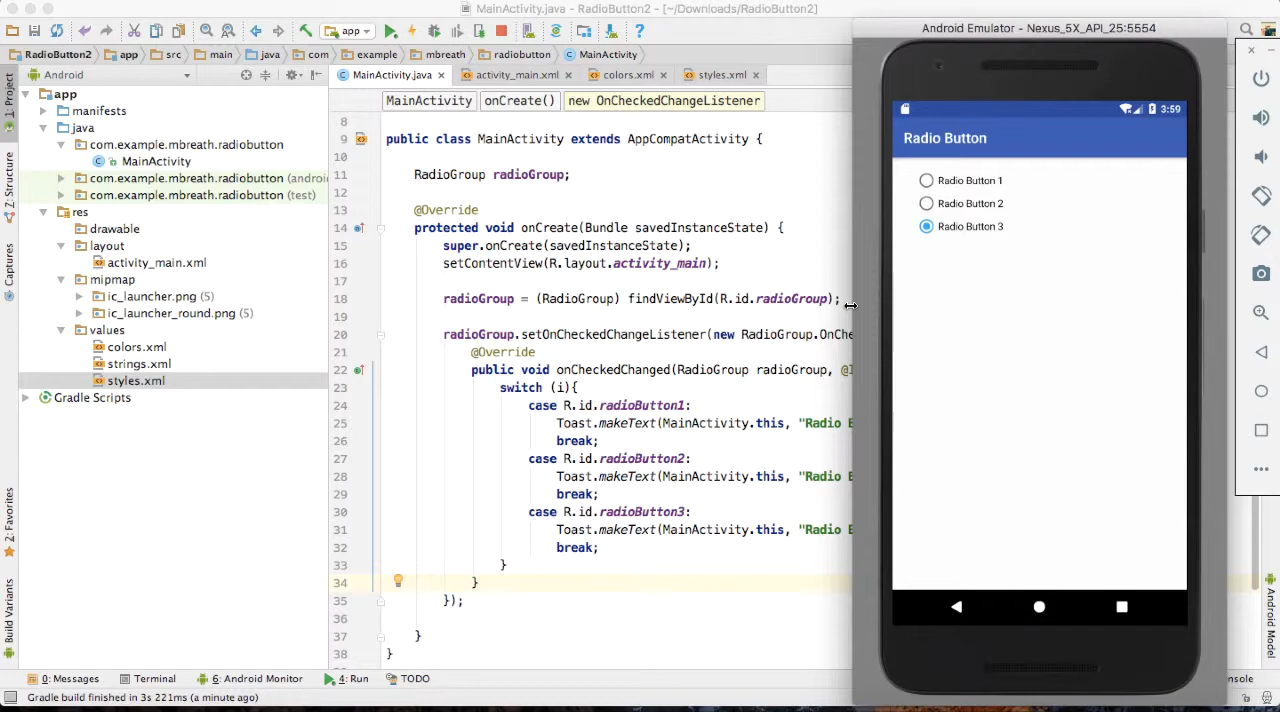 MainActivity.java - RadioButton2 - [~/Downloads/RadioButton2]
Android Emulator - Nexus_5X_API_25:5554
app
RadioButton2 app src main java com example mbreath radiobutton MainActivity
1: Project
Z: Structure
Captures
2: Favorites
Build Variants
Android
app
manifests
java
com.example.mbreath.radiobutton
MainActivity
com.example.mbreath.radiobutton (androi
com.example.mbreath.radiobutton (test)
res
drawable
layout
activity_main.xml
mipmap
ic_launcher.png (5)
ic_launcher_round.png (5)
values
colors.xml
strings.xml
styles.xml
Gradle Scripts
MainActivity.java activity_main.xml colors.xml styles.xml
MainActivity onCreate() new OnCheckedChangeListener
8
9 public class MainActivity extends AppCompatActivity {
10
11 RadioGroup radioGroup;
12
13 @Override
14 protected void onCreate(Bundle savedInstanceState) {
15 super.onCreate(savedInstanceState);
16 setContentView(R.layout.activity_main);
17
18 radioGroup = (RadioGroup) findViewById(R.id.radioGroup);
19
20 radioGroup.setOnCheckedChangeListener(new RadioGroup.OnChe
21 @Override
22 public void onCheckedChanged(RadioGroup radioGroup, @I
23 switch (i){
24 case R.id.radioButton1:
25 Toast.makeText(MainActivity.this, "Radio B
26 break;
27 case R.id.radioButton2:
28 Toast.makeText(MainActivity.this, "Radio B
29 break;
30 case R.id.radioButton3:
31 Toast.makeText(MainActivity.this, "Radio B
32 break;
33 }
34 }
35 });
36
37 }
38 }
3:59
Radio Button
Radio Button 1
Radio Button 2
Radio Button 3
Android Model
0: Messages Terminal 6: Android Monitor 4: Run TODO
nsole
Gradle build finished in 3s 221ms (a minute ago)